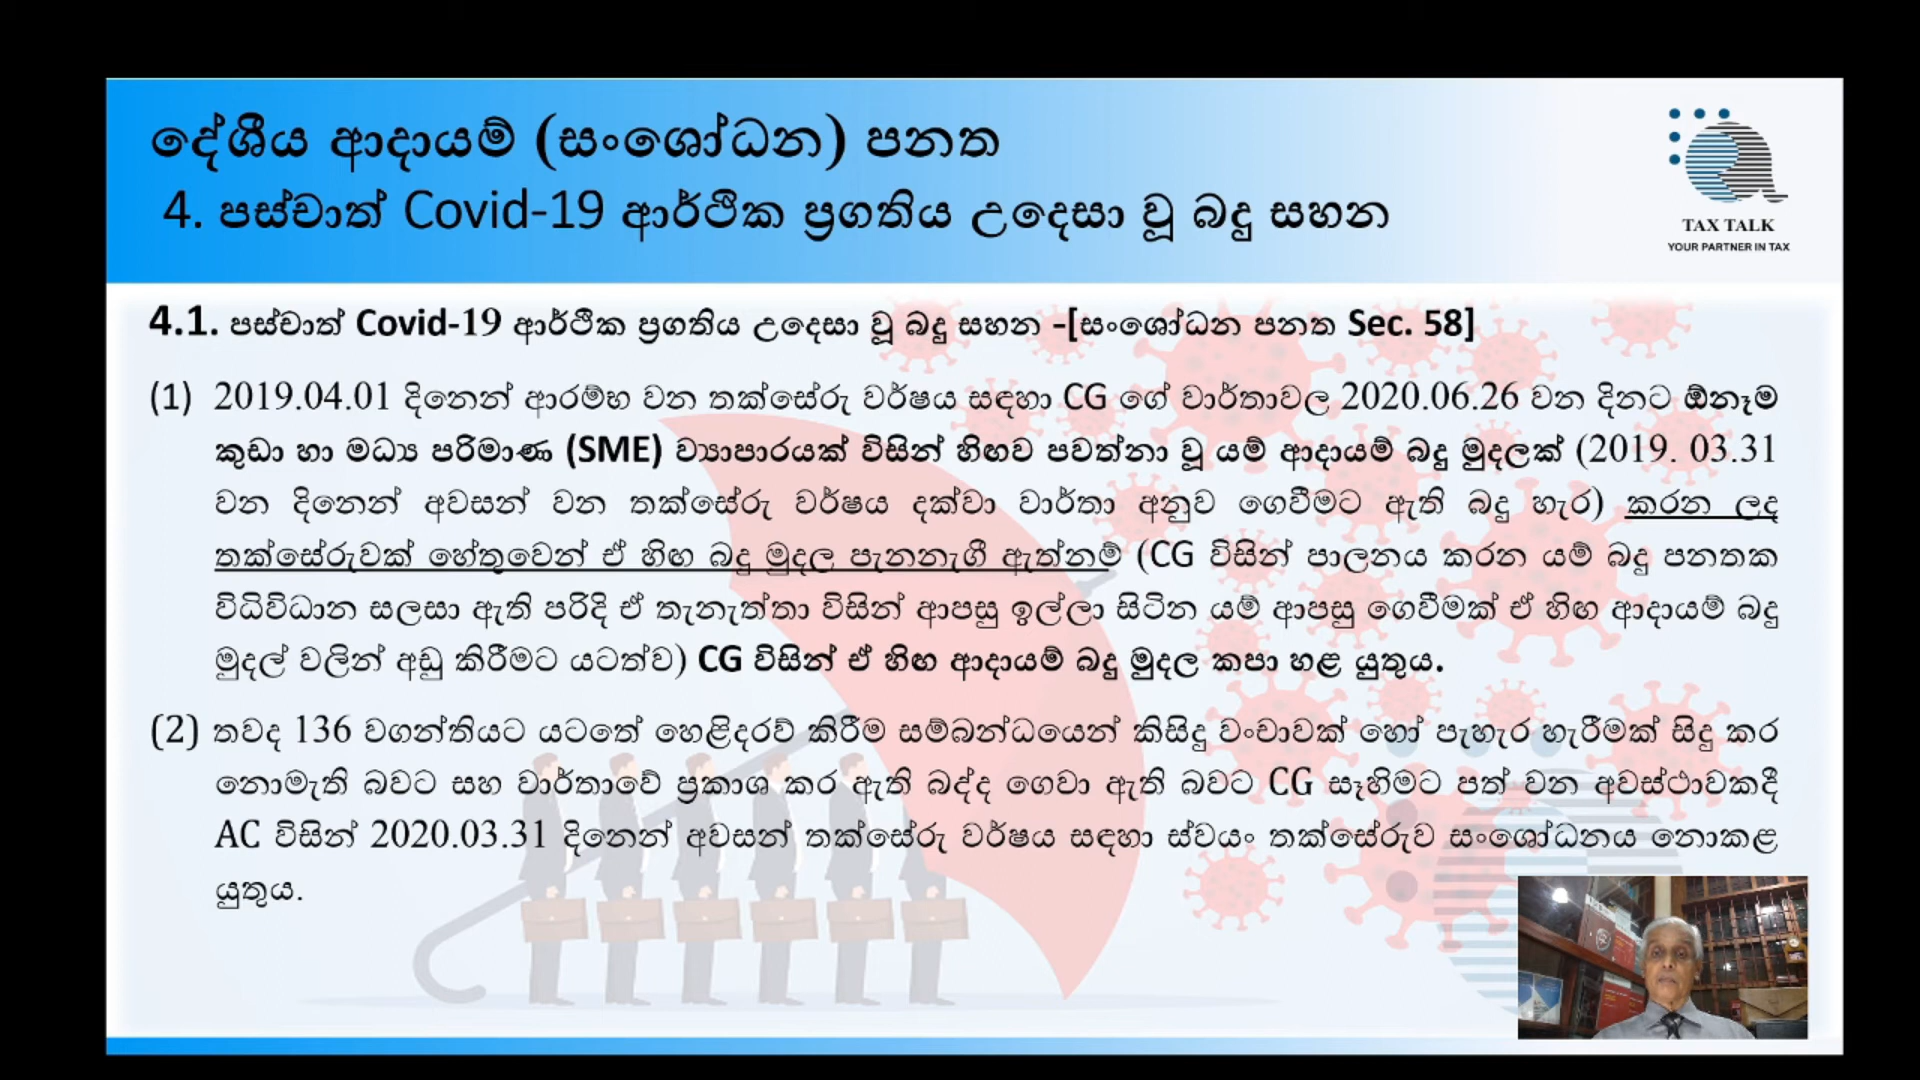 දේශීය ආදායම් (සංශෝධන) පනත
4. පස්චාත් Covid-19 ආර්ථික ප්‍රගතිය උදෙසා වූ බදු සහන
TAX TALK
YOUR PARTNER IN TAX
4.1. පස්චාත් Covid-19 ආර්ථික ප්‍රගතිය උදෙසා වූ බදු සහන -[සංශෝධන පනත Sec. 58]
(1) 2019.04.01 දිනෙන් ආරම්භ වන තක්සේරු වර්ෂය සඳහා CG ගේ වාර්තාවල 2020.06.26 වන දිනට ඕනෑම
කුඩා හා මධ්‍ය පරිමාණ (SME) ව්‍යාපාරයක් විසින් හිඟව පවත්නා වූ යම් ආදායම් බදු මුදලක් (2019. 03.31
වන දිනෙන් අවසන් වන තක්සේරු වර්ෂය දක්වා වාර්තා අනුව ගෙවීමට ඇති බදු හැර) කරන ලද
තක්සේරුවක් හේතුවෙන් ඒ හිඟ බදු මුදල පැනනැගී ඇත්නම් (CG විසින් පාලනය කරන යම් බදු පනතක
විධිවිධාන සලසා ඇති පරිදි ඒ තැනැත්තා විසින් ආපසු ඉල්ලා සිටින යම් ආපසු ගෙවීමක් ඒ හිඟ ආදායම් බදු
මුදල් වලින් අඩු කිරීමට යටත්ව) CG විසින් ඒ හිඟ ආදායම් බදු මුදල කපා හළ යුතුය.
(2) තවද 136 වගන්තියට යටතේ හෙළිදරව් කිරීම සම්බන්ධයෙන් කිසිදු වංචාවක් හෝ පැහැර හැරීමක් සිදු කර
නොමැති බවට සහ වාර්තාවේ ප්‍රකාශ කර ඇති බද්ද ගෙවා ඇති බවට CG සෑහිමට පත් වන අවස්ථාවකදී
AC විසින් 2020.03.31 දිනෙන් අවසන් තක්සේරු වර්ෂය සඳහා ස්වයං තක්සේරුව සංශෝධනය නොකළ
යුතුය.